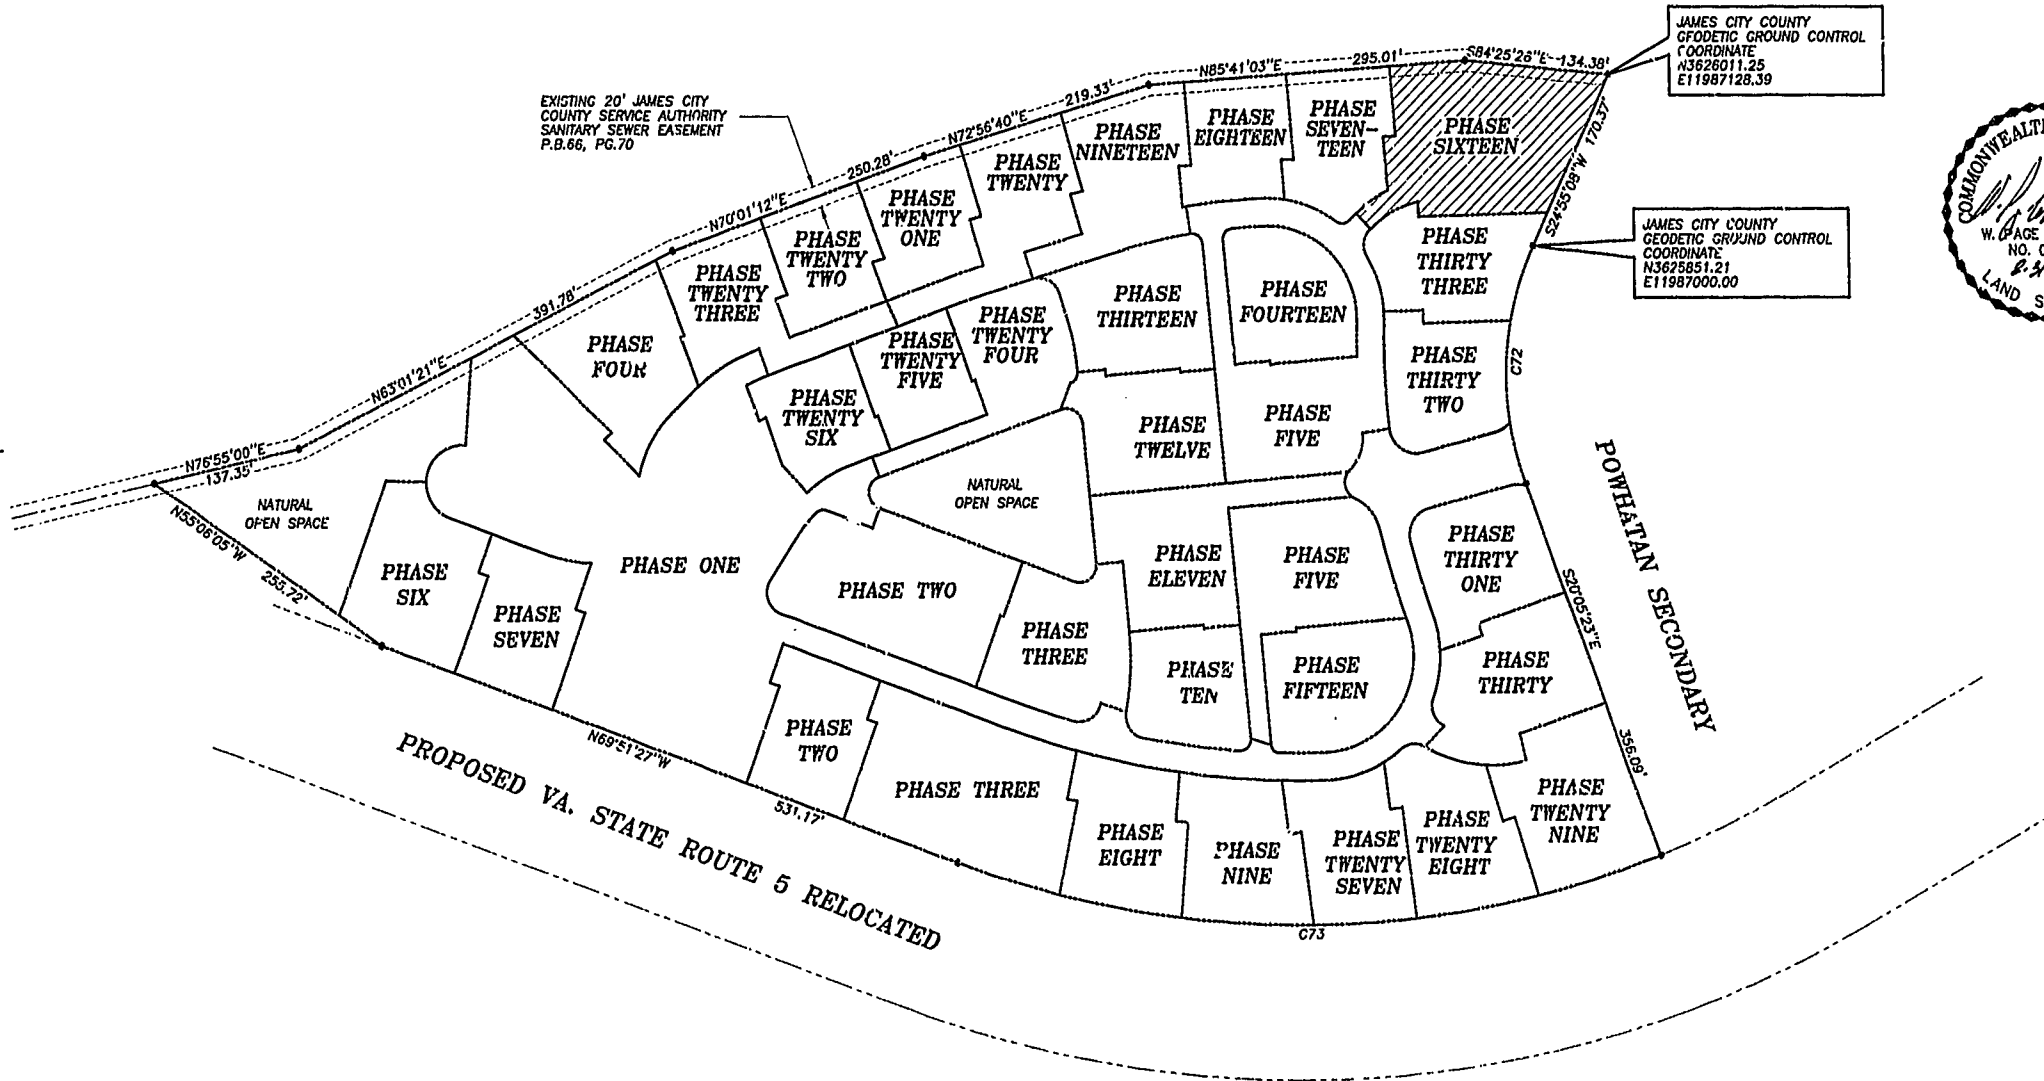 JAMES CITY COUNTY
GEODETIC GROUND CONTROL
COORDINATE
N3626011.25
E11987128.39
S84°25'26"E 134.38'
N85°41'03"E
295.01'
EXISTING 20' JAMES CITY
COUNTY SERVICE AUTHORITY
SANITARY SEWER EASEMENT
P.B.66, PG.70
219.33'
N72°56'40"E
250.28'
N70°01'12"E
391.78'
N63°01'21"E
N76°55'00"E
137.35'
S24°55'08"W 170.37'
COMMONWEALT
W. PAGE
NO.
LAND S
JAMES CITY COUNTY
GEODETIC GROUND CONTROL
COORDINATE
N3625851.21
E11987000.00
PHASE
EIGHTEEN
PHASE
SEVEN-
TEEN
PHASE
SIXTEEN
PHASE
NINETEEN
PHASE
TWENTY
PHASE
TWENTY
ONE
PHASE
TWENTY
TWO
PHASE
TWENTY
THREE
PHASE
FOUR
PHASE
THIRTY
THREE
PHASE
THIRTEEN
PHASE
FOURTEEN
PHASE
TWENTY
FOUR
PHASE
TWENTY
FIVE
PHASE
TWENTY
SIX
PHASE
THIRTY
TWO
C72
PHASE
TWELVE
PHASE
FIVE
NATURAL
OPEN SPACE
NATURAL
OPEN SPACE
N55°06'05"W
255.72'
PHASE
SIX
PHASE
SEVEN
PHASE ONE
PHASE TWO
PHASE
THREE
PHASE
ELEVEN
PHASE
FIVE
PHASE
THIRTY
ONE
POWHATAN SECONDARY
S20°05'23"E
356.09'
PHASE
TEN
PHASE
FIFTEEN
PHASE
THIRTY
PHASE
TWO
PHASE THREE
PHASE
EIGHT
PHASE
NINE
PHASE
TWENTY
SEVEN
PHASE
TWENTY
EIGHT
PHASE
TWENTY
NINE
N69°51'27"W
531.17'
C73
PROPOSED VA. STATE ROUTE 5 RELOCATED